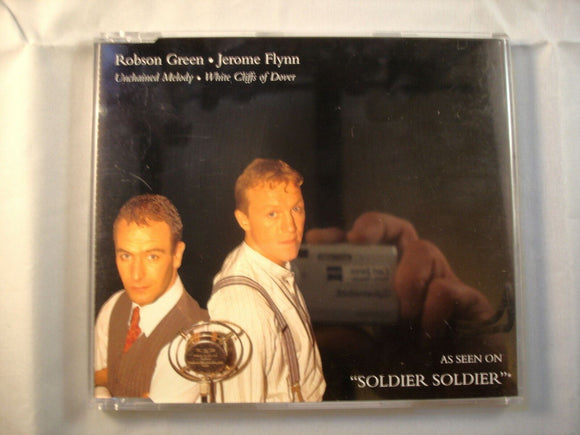 Robson Green • Jerome Flynn
Unchained Melody • White Cliffs of Dover
AS SEEN ON
"SOLDIER SOLDIER"